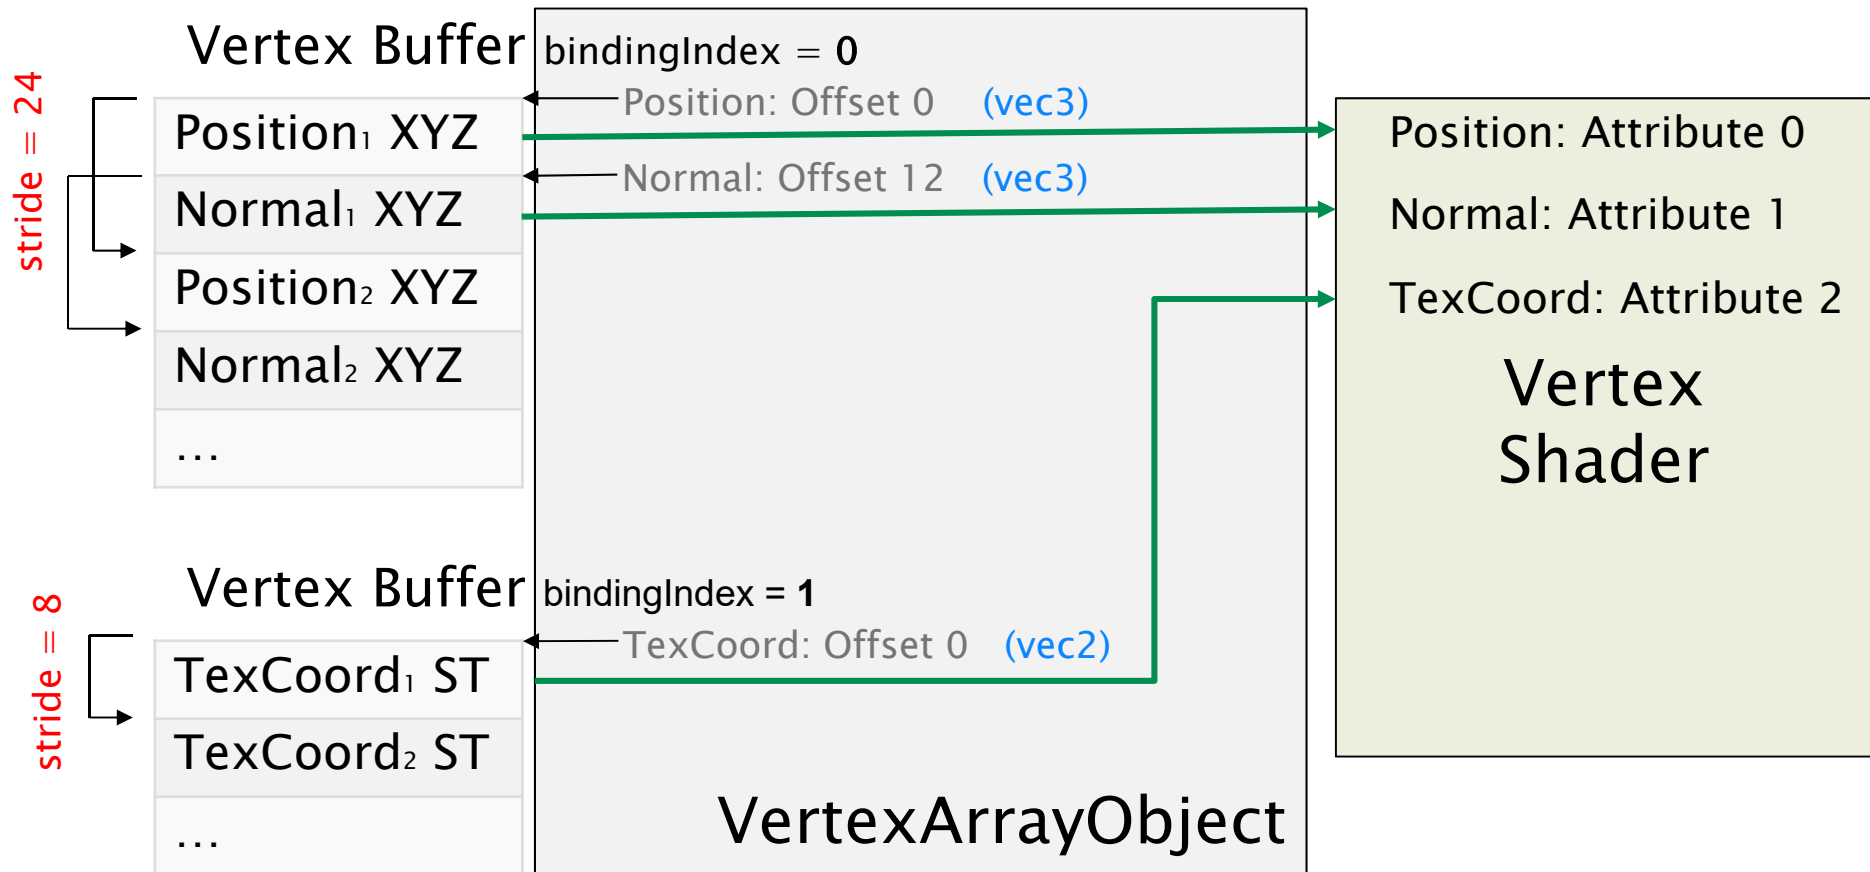 Vertex Buffer bindingIndex = 0
stride = 24
Position: Offset 0 (vec3)
Position₁ XYZ
Normal: Offset 12 (vec3)
Normal₁ XYZ
Position₂ XYZ
Normal₂ XYZ
...
Vertex Buffer bindingIndex = 1
stride = 8
TexCoord: Offset 0 (vec2)
TexCoord₁ ST
TexCoord₂ ST
...
VertexArrayObject
Position: Attribute 0
Normal: Attribute 1
TexCoord: Attribute 2
Vertex
Shader